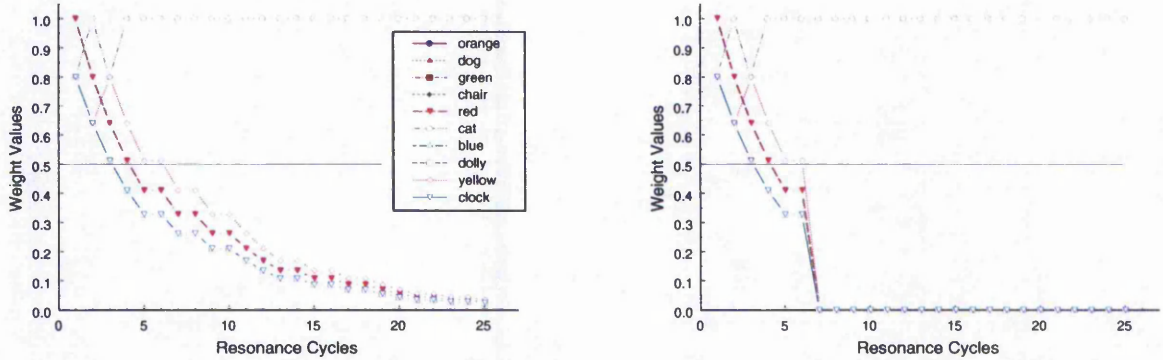 1.0
0.9
0.8
0.7
0.6
0.5
0.4
0.3
0.2
0.1
0.0
Weight Values
0 5 10 15 20 25
Resonance Cycles
orange
dog
green
chair
red
cat
blue
dolly
yellow
clock
1.0
0.9
0.8
0.7
0.6
0.5
0.4
0.3
0.2
0.1
0.0
Weight Values
0 5 10 15 20 25
Resonance Cycles